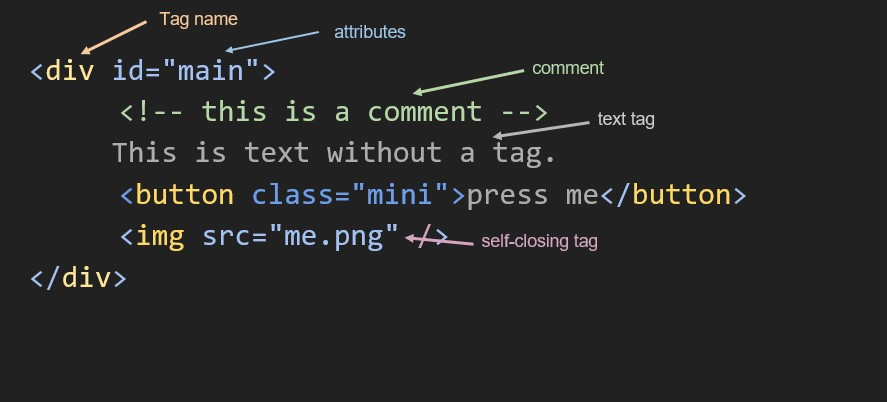 Tag name
attributes
<div id="main">
comment
<!-- this is a comment -->
text tag
This is text without a tag.
<button class="mini">press me</button>
<img src="me.png" />
self-closing tag
</div>